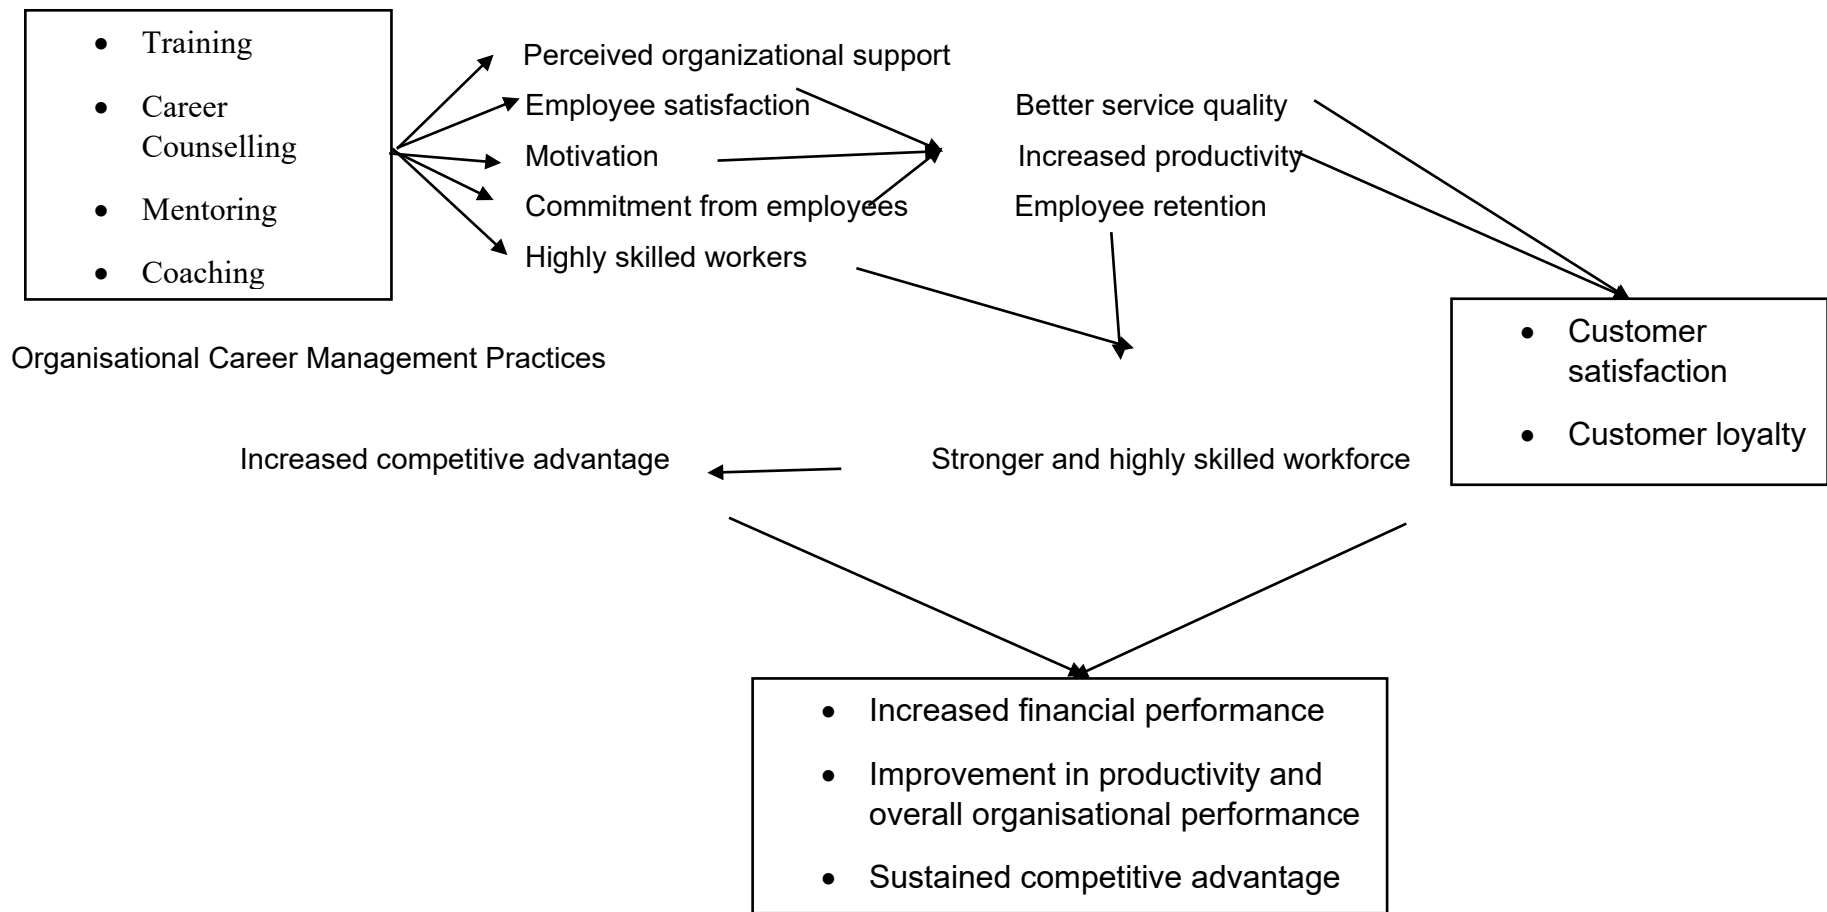 • Training
• Career
Counselling
• Mentoring
• Coaching
Perceived organizational support
Employee satisfaction
Motivation
Commitment from employees
Highly skilled workers
Better service quality
Increased productivity
Employee retention
Organisational Career Management Practices
• Customer
satisfaction
• Customer loyalty
Increased competitive advantage
Stronger and highly skilled workforce
• Increased financial performance
• Improvement in productivity and
overall organisational performance
• Sustained competitive advantage